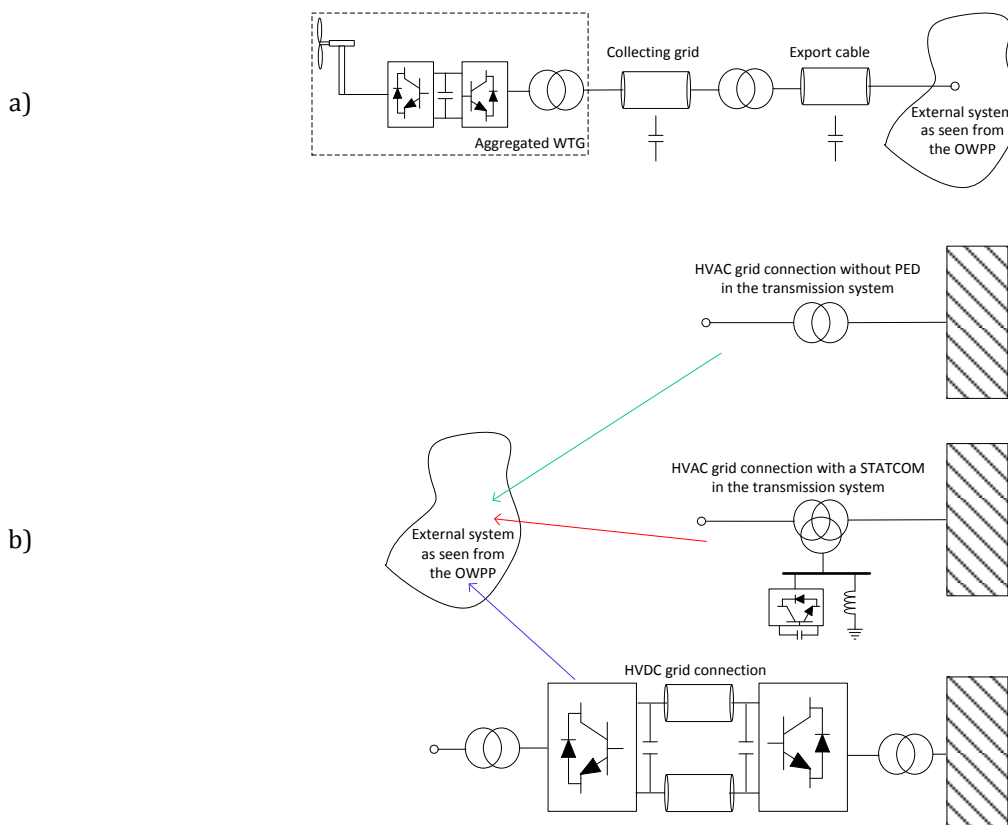 a)
Collecting grid
Export cable
Aggregated WTG
External system
as seen from
the OWPP
HVAC grid connection without PED
in the transmission system
b)
HVAC grid connection with a STATCOM
in the transmission system
External system
as seen from
the OWPP
HVDC grid connection